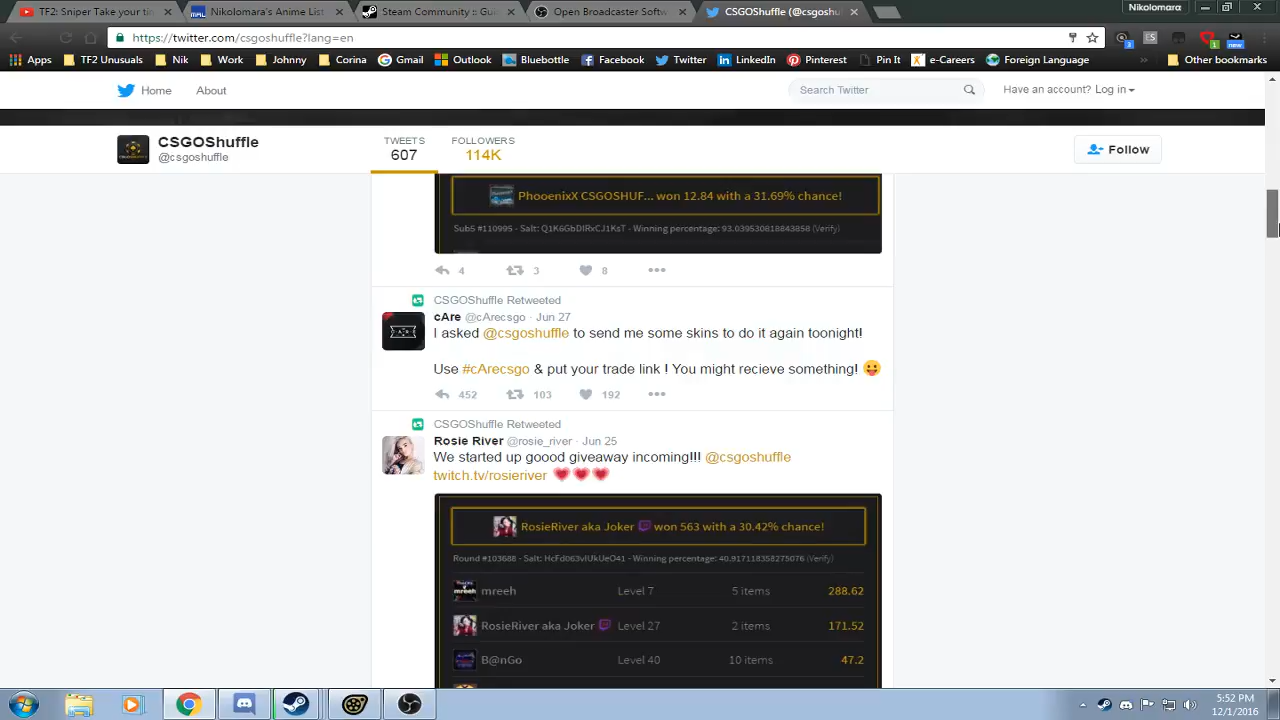 TF2: Sniper Take your tin
Nikolomara's Anime List
Steam Community :: Gui
Open Broadcaster Softw
CSGOShuffle (@csgoshu
Nikolomara
https://twitter.com/csgoshuffle?lang=en
Apps TF2 Unusuals Nik Work Johnny Corina Gmail Outlook Bluebottle Facebook Twitter LinkedIn Pinterest Pin It e-Careers Foreign Language » Other bookmarks
Home About Search Twitter Have an account? Log in
CSGOShuffle
@csgoshuffle
TWEETS
607
FOLLOWERS
114K
Follow
PhooenixX CSGOSHUF... won 12.84 with a 31.69% chance!
Sub5 #110995 - Salt: Q1K6GbDIRxCJ1KsT - Winning percentage: 93.039530818843858 (Verify)
4 3 8
CSGOShuffle Retweeted
cAre @cArecsgo · Jun 27
I asked @csgoshuffle to send me some skins to do it again toonight!
Use #cArecsgo & put your trade link ! You might recieve something!
452 103 192
CSGOShuffle Retweeted
Rosie River @rosie_river · Jun 25
We started up goood giveaway incoming!!! @csgoshuffle
twitch.tv/rosieriver
RosieRiver aka Joker won 563 with a 30.42% chance!
Round #103688 - Salt: HcFd063vIUkUeO41 - Winning percentage: 40.917118358275076 (Verify)
mreeh Level 7 5 items 288.62
RosieRiver aka Joker Level 27 2 items 171.52
B@nGo Level 40 10 items 47.2
5:52 PM
12/1/2016